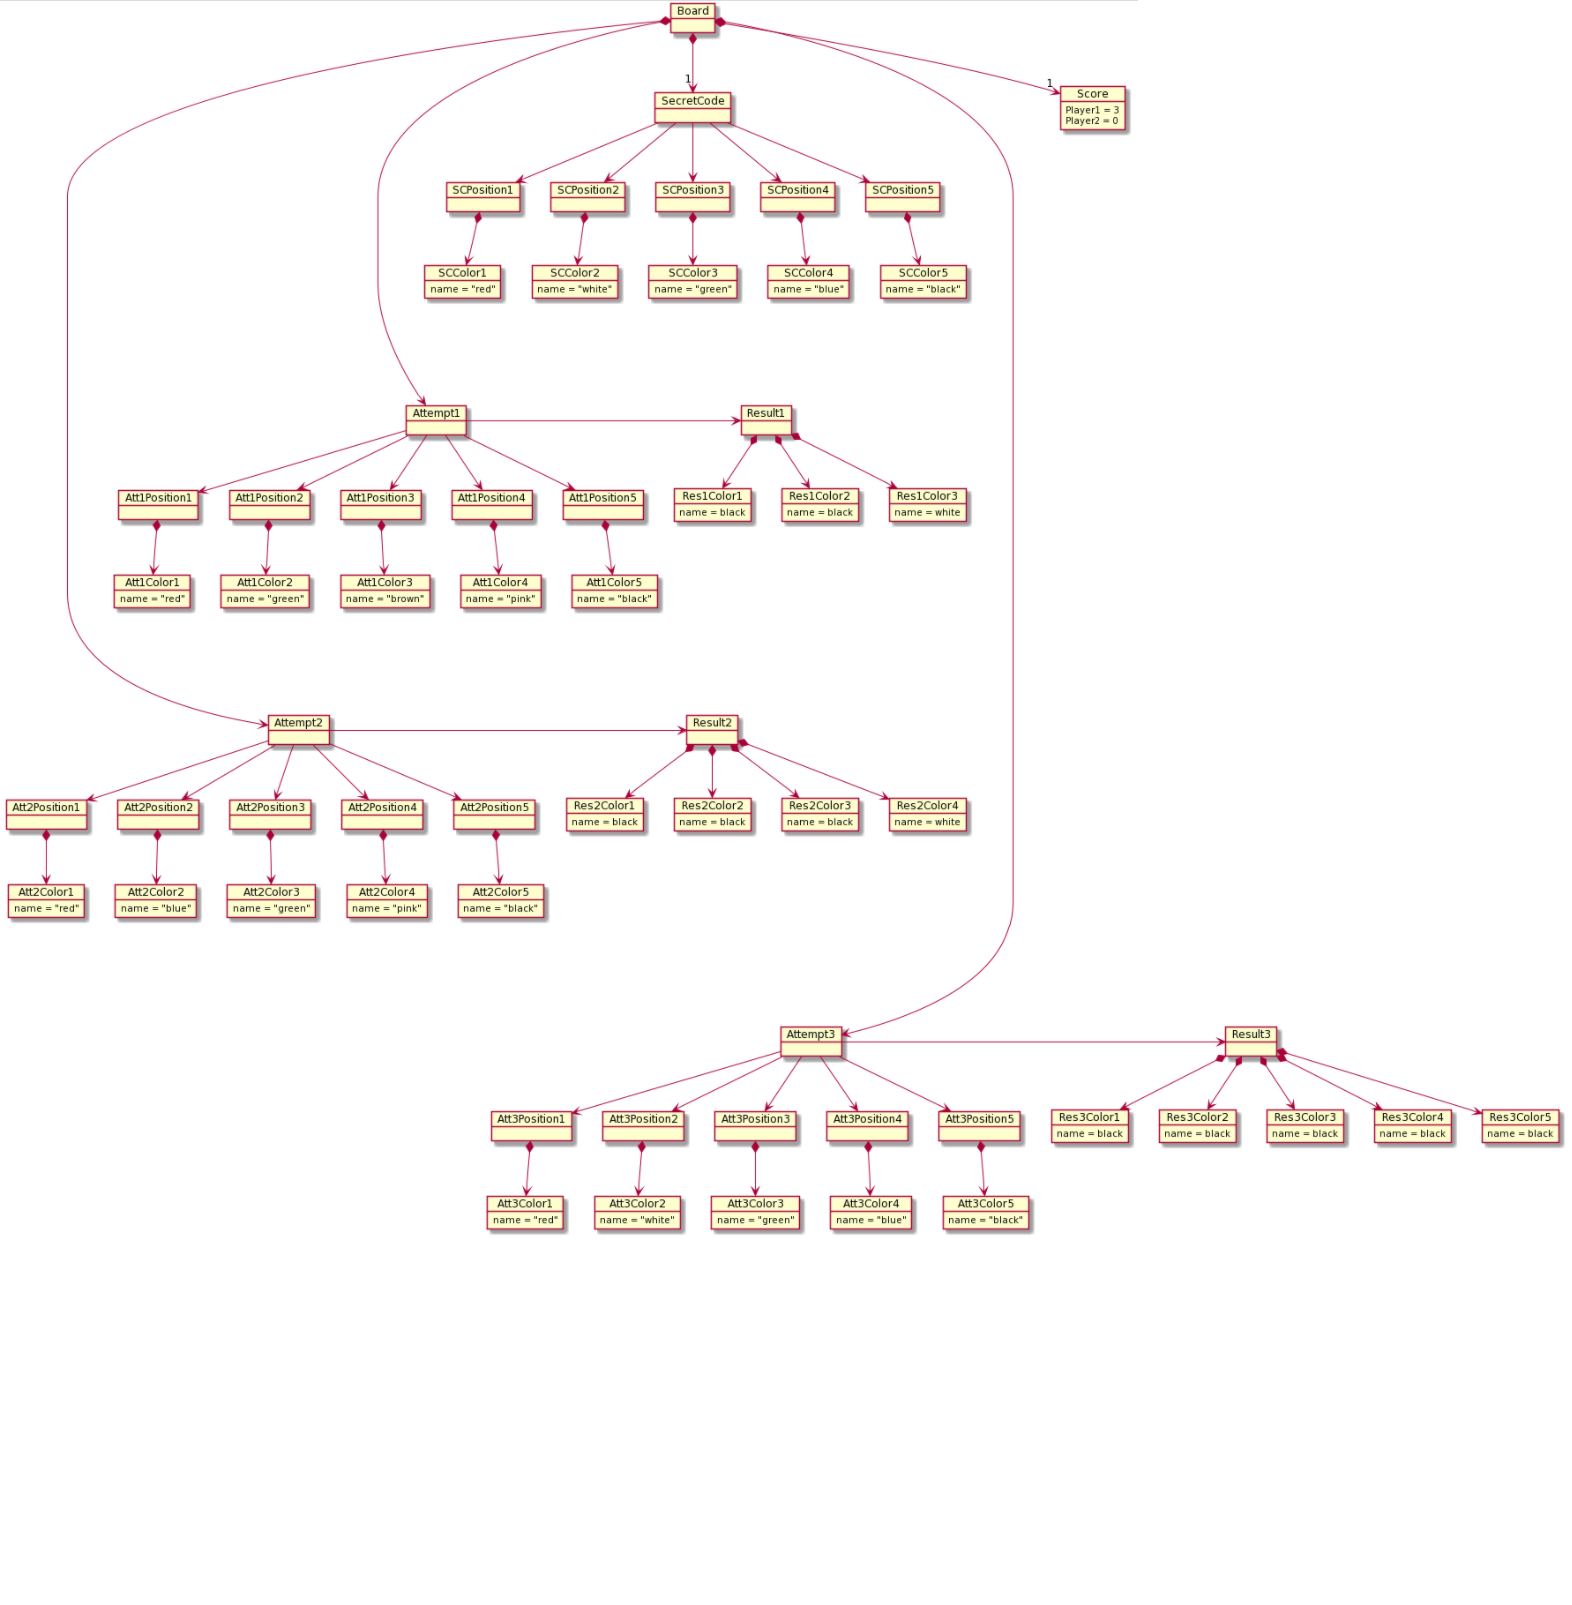 Board
1
1
SecretCode
Score
Player1 = 3
Player2 = 0
SCPosition1
SCPosition2
SCPosition3
SCPosition4
SCPosition5
SCColor1
name = "red"
SCColor2
name = "white"
SCColor3
name = "green"
SCColor4
name = "blue"
SCColor5
name = "black"
Attempt1
Result1
Att1Position1
Att1Position2
Att1Position3
Att1Position4
Att1Position5
Res1Color1
name = black
Res1Color2
name = black
Res1Color3
name = white
Att1Color1
name = "red"
Att1Color2
name = "green"
Att1Color3
name = "brown"
Att1Color4
name = "pink"
Att1Color5
name = "black"
Attempt2
Result2
Att2Position1
Att2Position2
Att2Position3
Att2Position4
Att2Position5
Res2Color1
name = black
Res2Color2
name = black
Res2Color3
name = black
Res2Color4
name = white
Att2Color1
name = "red"
Att2Color2
name = "blue"
Att2Color3
name = "green"
Att2Color4
name = "pink"
Att2Color5
name = "black"
Attempt3
Result3
Att3Position1
Att3Position2
Att3Position3
Att3Position4
Att3Position5
Res3Color1
name = black
Res3Color2
name = black
Res3Color3
name = black
Res3Color4
name = black
Res3Color5
name = black
Att3Color1
name = "red"
Att3Color2
name = "white"
Att3Color3
name = "green"
Att3Color4
name = "blue"
Att3Color5
name = "black"